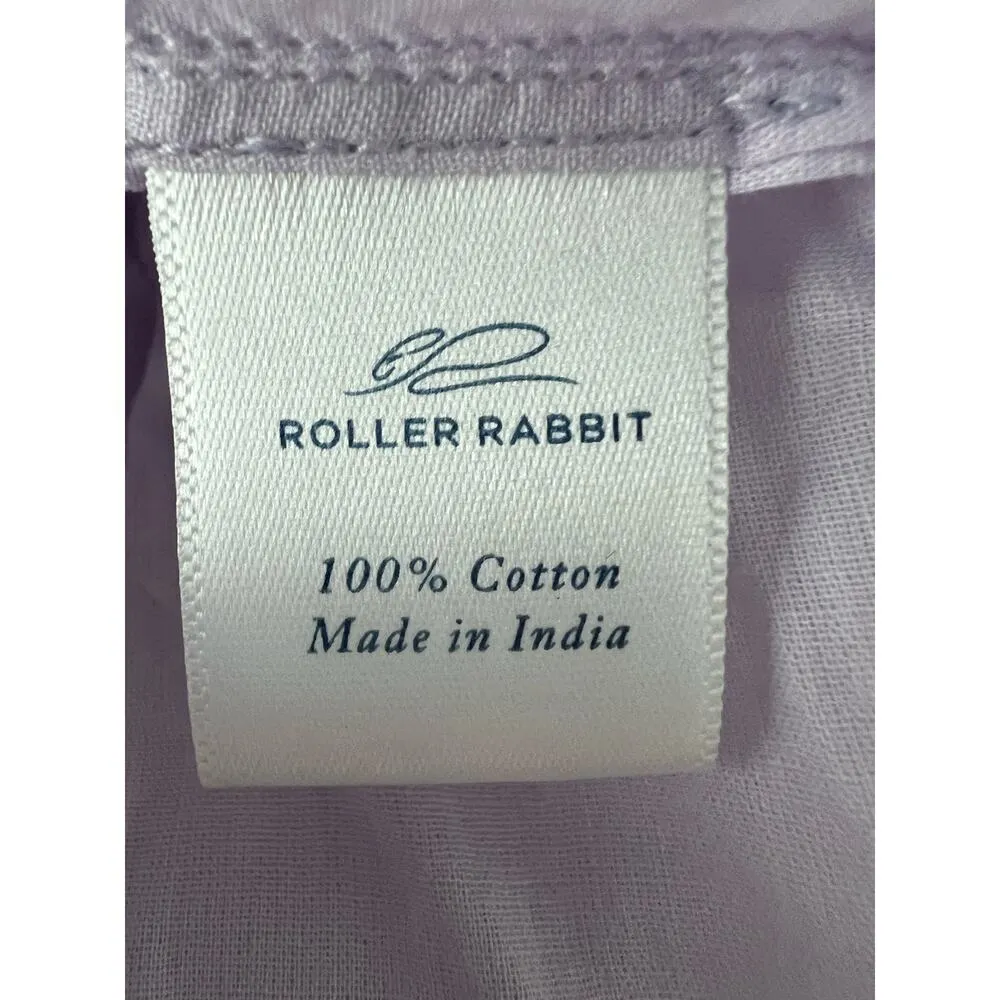 ROLLER RABBIT
100% Cotton
Made in India